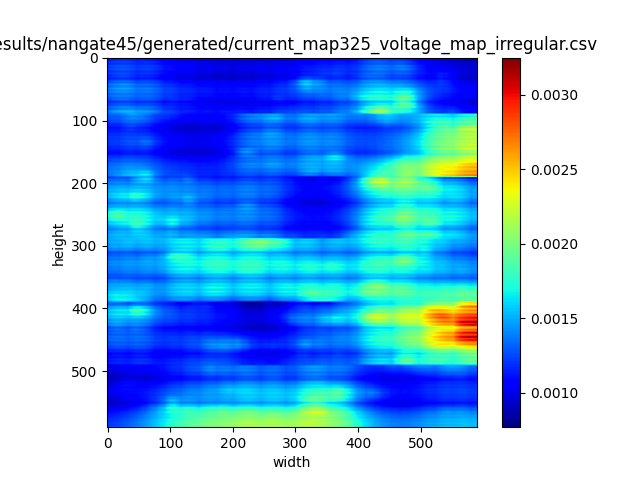 esults/nangate45/generated/current_map325_voltage_map_irregular.csv
0
100
200
300
400
500
height
0 100 200 300 400 500
width
0.0030
0.0025
0.0020
0.0015
0.0010